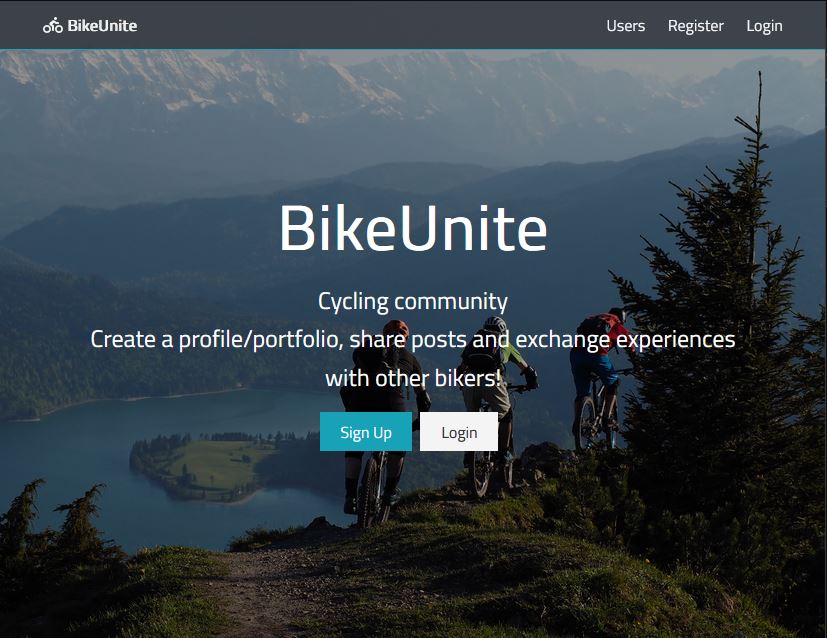 BikeUnite
Users Register Login
BikeUnite
Cycling community
Create a profile/portfolio, share posts and exchange experiences
with other bikers!
Sign Up Login